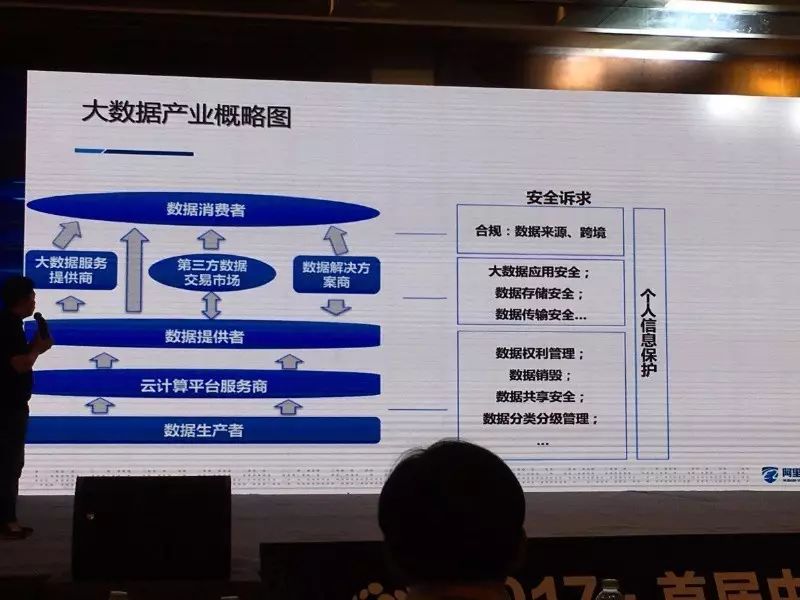 大数据产业概略图
数据消费者
大数据服务
提供商
第三方数据
交易市场
数据解决方
案商
数据提供者
云计算平台服务商
数据生产者
安全诉求
合规：数据来源、跨境
大数据应用安全；
数据存储安全；
数据传输安全...
数据权利管理；
数据销毁；
数据共享安全；
数据分类分级管理；
...
个人信息保护
阿里
2017·首届中